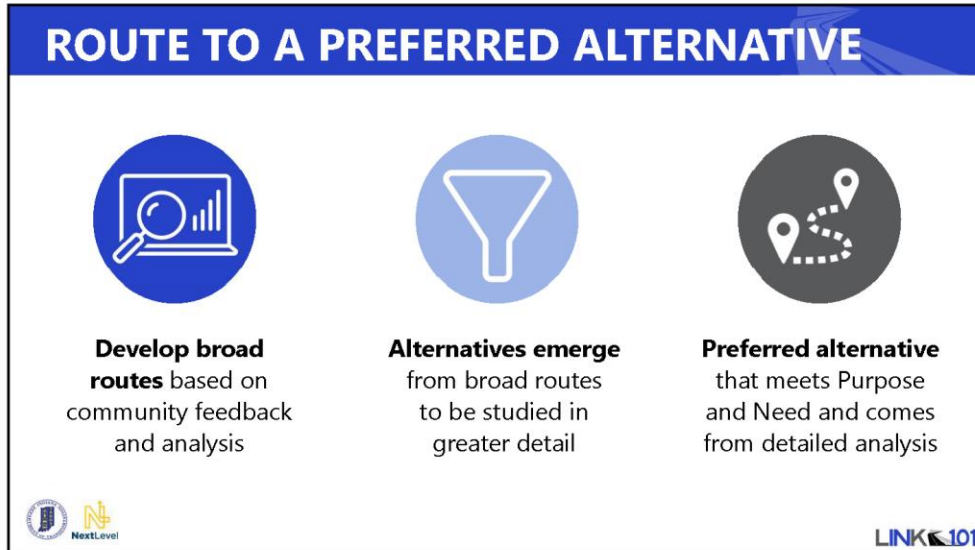 ROUTE TO A PREFERRED ALTERNATIVE
Develop broad
routes based on
community feedback
and analysis
Alternatives emerge
from broad routes
to be studied in
greater detail
Preferred alternative
that meets Purpose
and Need and comes
from detailed analysis
NextLevel
LINK 101